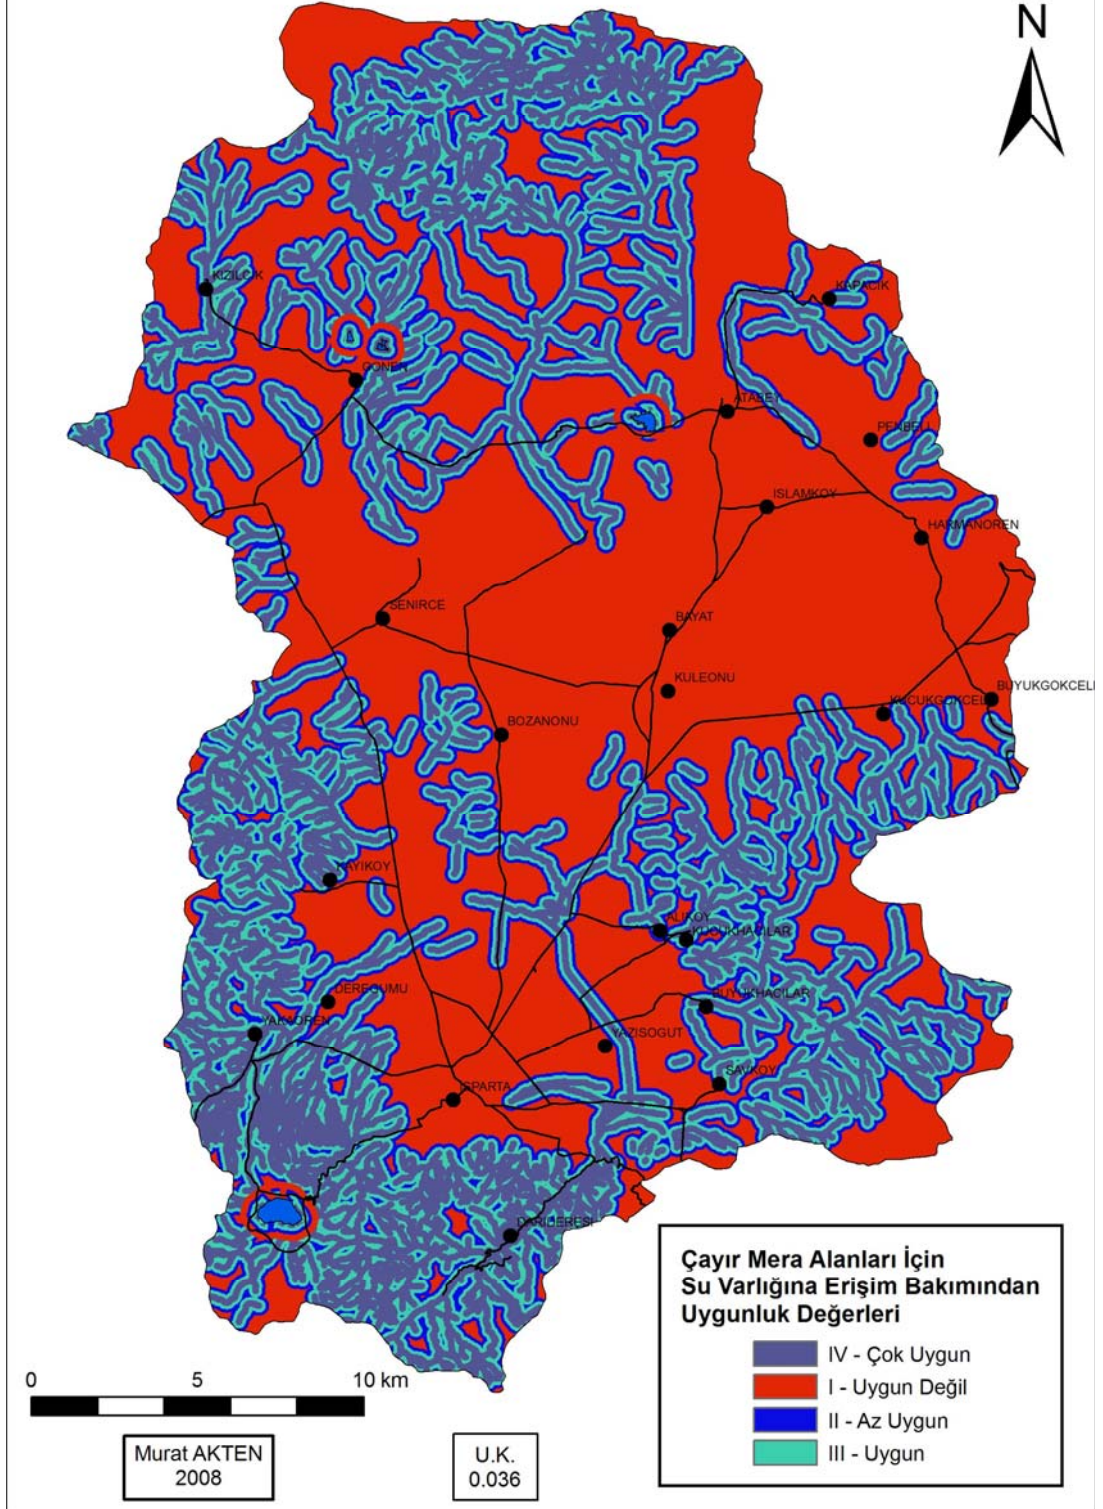 N
KIZILCIK
KAPACIK
GONEN
ATABEY
PENBELI
ISLAMKOY
HARMANOREN
SENIRCE
BAYAT
KULEONU
BUYUKGOKCELI
KUCUKGOKCELI
BOZANONU
KAYIKOY
ALIKOY
KUCUKHACILAR
DEREGUMU
BUYUKHACILAR
YAKAOREN
YAZISOGUT
SAVKOY
ISPARTA
DARIDERESI
Çayır Mera Alanları İçin
Su Varlığına Erişim Bakımından
Uygunluk Değerleri
IV - Çok Uygun
I - Uygun Değil
II - Az Uygun
III - Uygun
0 5 10 km
Murat AKTEN
2008
U.K.
0.036